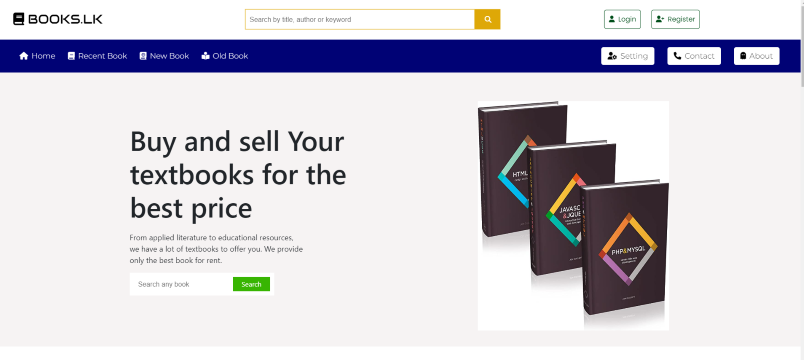 BOOKS.LK
Search by title, author or keyword
Login
Register
Home
Recent Book
New Book
Old Book
Setting
Contact
About
Buy and sell Your
textbooks for the
best price
From applied literature to educational resources,
we have a lot of textbooks to offer you. We provide
only the best book for rent.
Search any book
Search
HTML
JAVASC
&JQUE
PHP&MYSQL